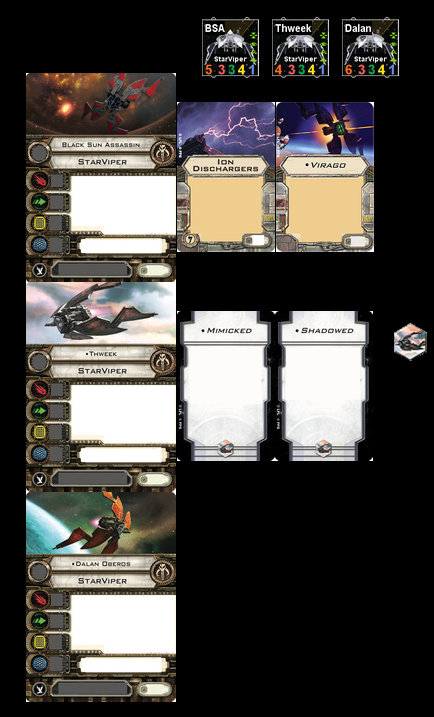 BSA
StarViper
5 3 3 4 1
Thweek
StarViper
4 3 3 4 1
Dalan
StarViper
6 3 3 4 1
Black Sun Assassin
StarViper
Ion
Dischargers
• Virago
•Thweek
StarViper
• Mimicked
• Shadowed
•Dalan Oberos
StarViper